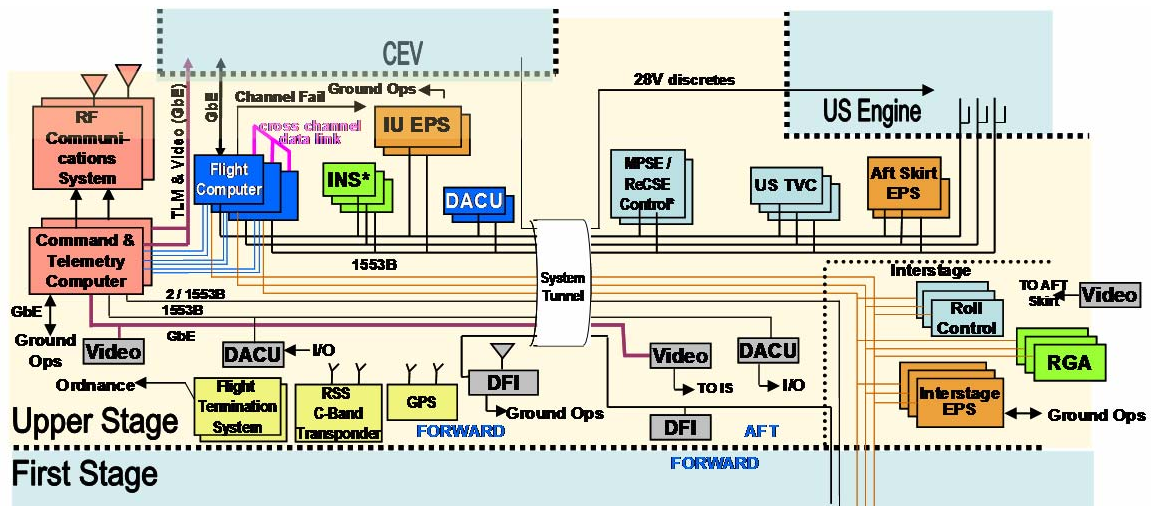 CEV
US Engine
TLM & Video (GbE)
GbE
Channel Fail
Ground Ops
28V discretes
cross channel
data link
RF
Communi-
cations
System
IU EPS
Flight
Computer
INS*
DACU
MPSE /
ReCSE
Control*
US TVC
Aft Skirt
EPS
Command &
Telemetry
Computer
1553B
System
Tunnel
Interstage
2 / 1553B
1553B
GbE
GbE
Ground
Ops
Video
DACU
I/O
Roll
Control
TO AFT
Skirt
Video
Video
TO IS
DACU
I/O
RGA
Ordnance
Flight
Termination
System
RSS
C-Band
Transponder
GPS
DFI
Ground Ops
DFI
Interstage
EPS
Ground Ops
Upper Stage
FORWARD
AFT
First Stage
FORWARD